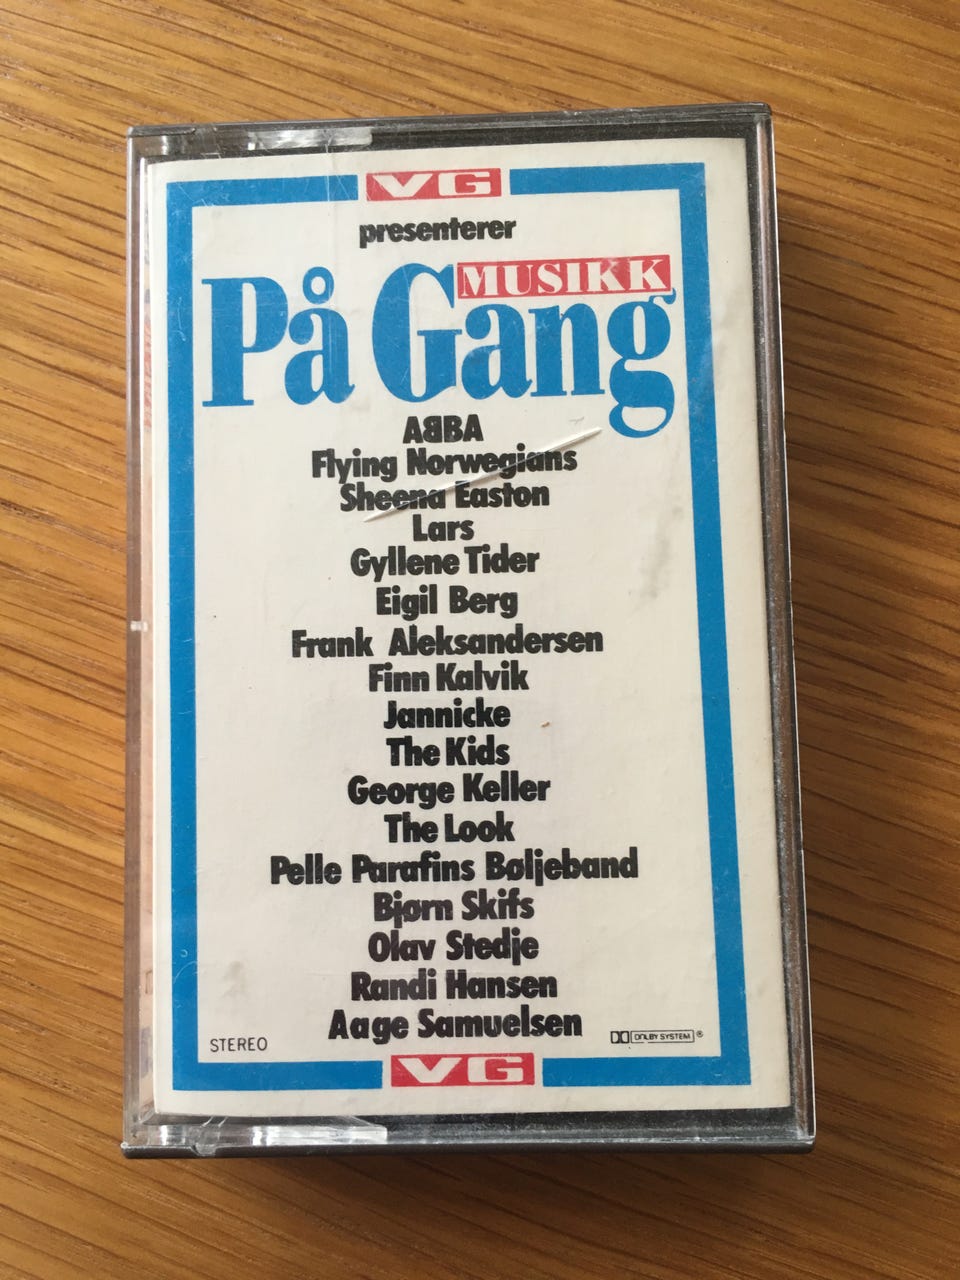 VG
presenterer
MUSIKK
På Gang
ABBA
Flying Norwegians
Sheena Easton
Lars
Gyllene Tider
Eigil Berg
Frank Aleksandersen
Finn Kalvik
Jannicke
The Kids
George Keller
The Look
Pelle Parafins Bøljeband
Bjørn Skifs
Olav Stedje
Randi Hansen
Aage Samuelsen
STEREO
DOLBY SYSTEM ®
VG